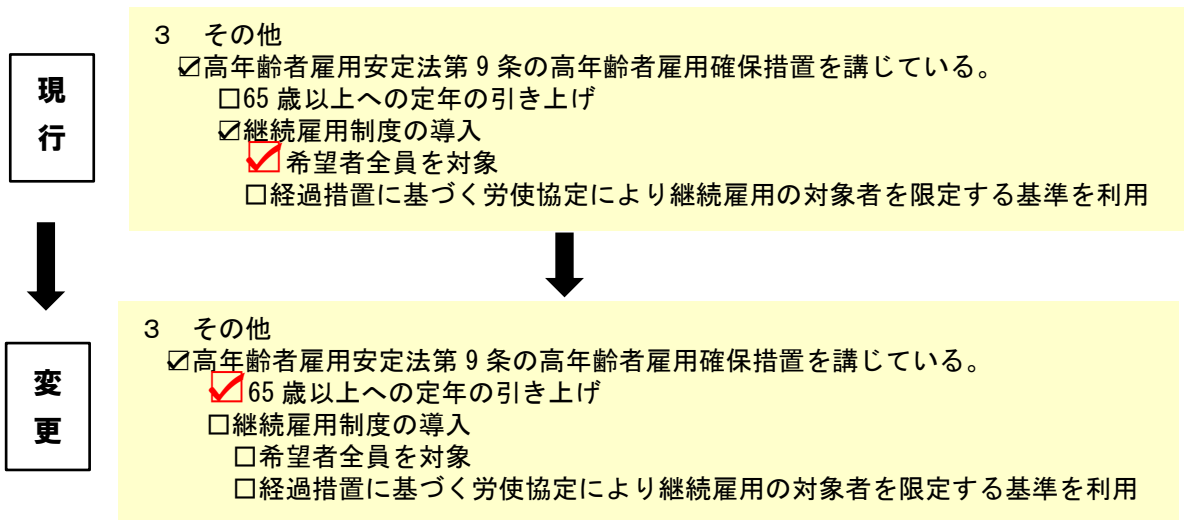 現行
３　その他
☑高年齢者雇用安定法第９条の高年齢者雇用確保措置を講じている。
□65歳以上への定年の引き上げ
☑継続雇用制度の導入
☑希望者全員を対象
□経過措置に基づく労使協定により継続雇用の対象者を限定する基準を利用
変更
３　その他
☑高年齢者雇用安定法第９条の高年齢者雇用確保措置を講じている。
☑65歳以上への定年の引き上げ
□継続雇用制度の導入
□希望者全員を対象
□経過措置に基づく労使協定により継続雇用の対象者を限定する基準を利用